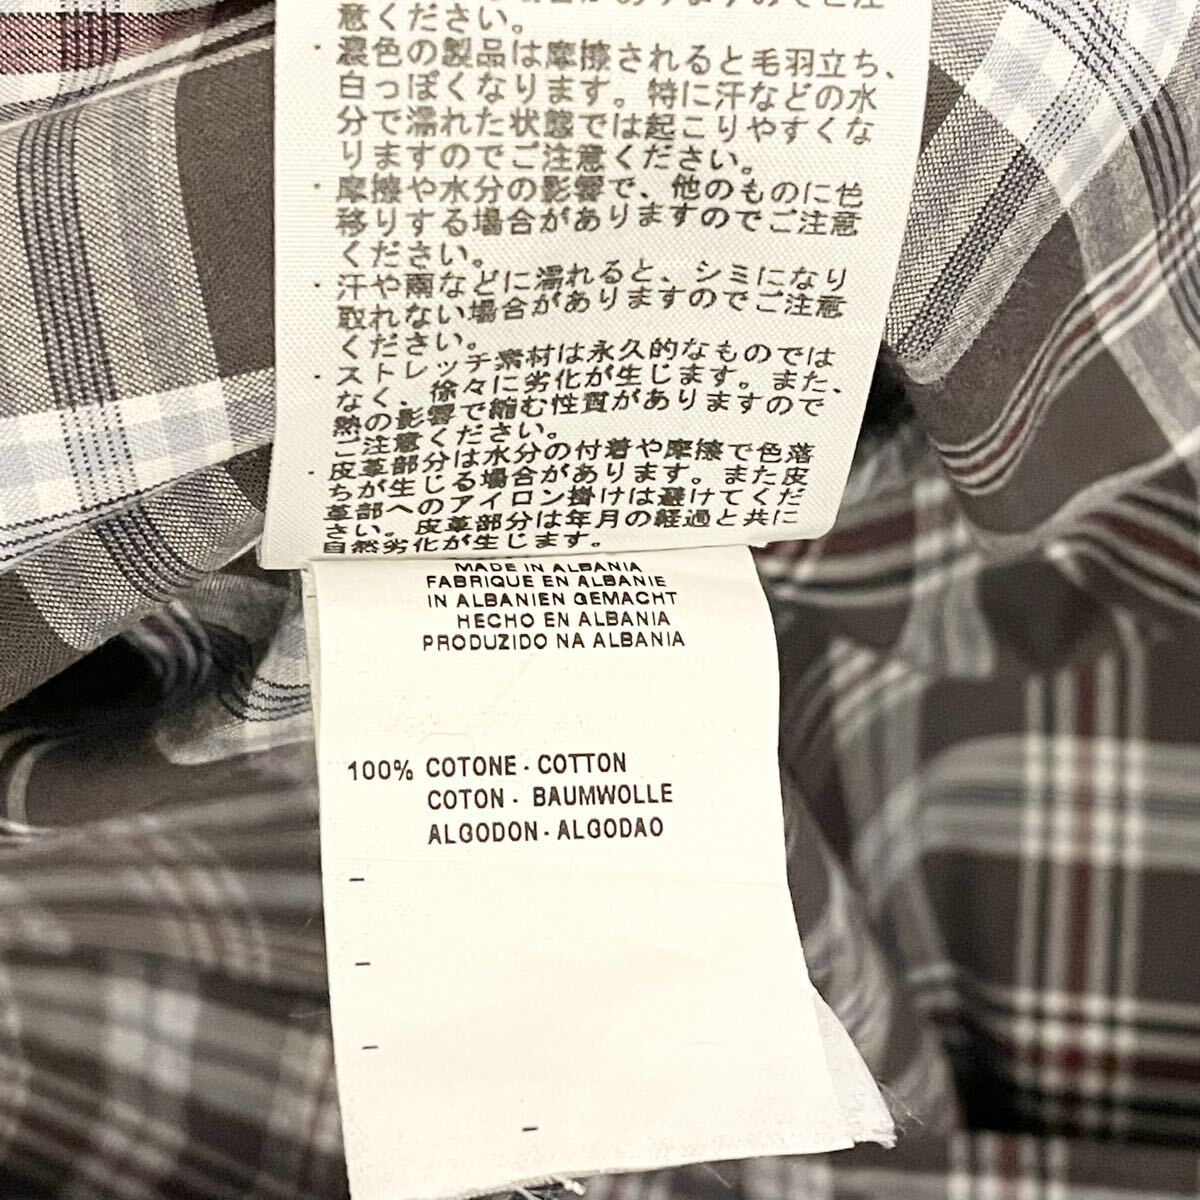 意ください。
・濃色の製品は摩擦されると毛羽立ち、
白っぽくなります。特に汗などの水
分で濡れた状態では起こりやすくな
りますのでご注意ください。
・摩擦や水分の影響で、他のものに色
移りする場合がありますのでご注意
ください。
・汗や雨などに濡れると、シミになり
取れない場合がありますのでご注意
ください。
・ストレッチ素材は永久的なものでは
なく、徐々に劣化が生じます。また、
熱の影響で縮む性質がありますので
ご注意ください。
・皮革部分は水分の付着や摩擦で色落
ちが生じる場合があります。また皮
革部へのアイロン掛けは避けてくだ
さい。皮革部分は年月の経過と共に
自然劣化が生じます。
MADE IN ALBANIA
FABRIQUE EN ALBANIE
IN ALBANIEN GEMACHT
HECHO EN ALBANIA
PRODUZIDO NA ALBANIA
100% COTONE - COTTON
COTON - BAUMWOLLE
ALGODON - ALGODAO